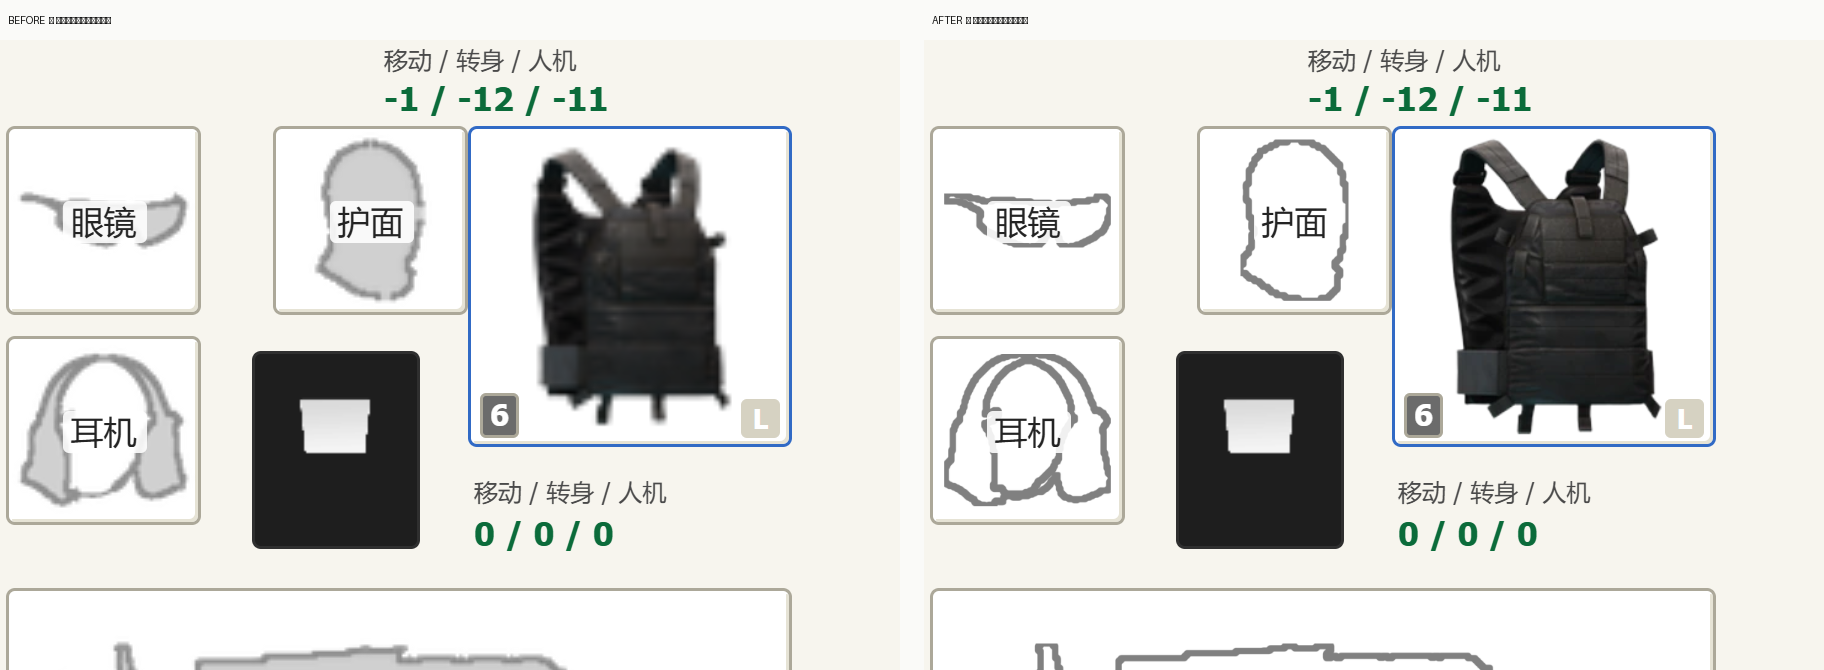 BEFORE
AFTER
移动 / 转身 / 人机
-1 / -12 / -11
眼镜
护面
耳机
6
L
移动 / 转身 / 人机
0 / 0 / 0
移动 / 转身 / 人机
-1 / -12 / -11
眼镜
护面
耳机
6
L
移动 / 转身 / 人机
0 / 0 / 0